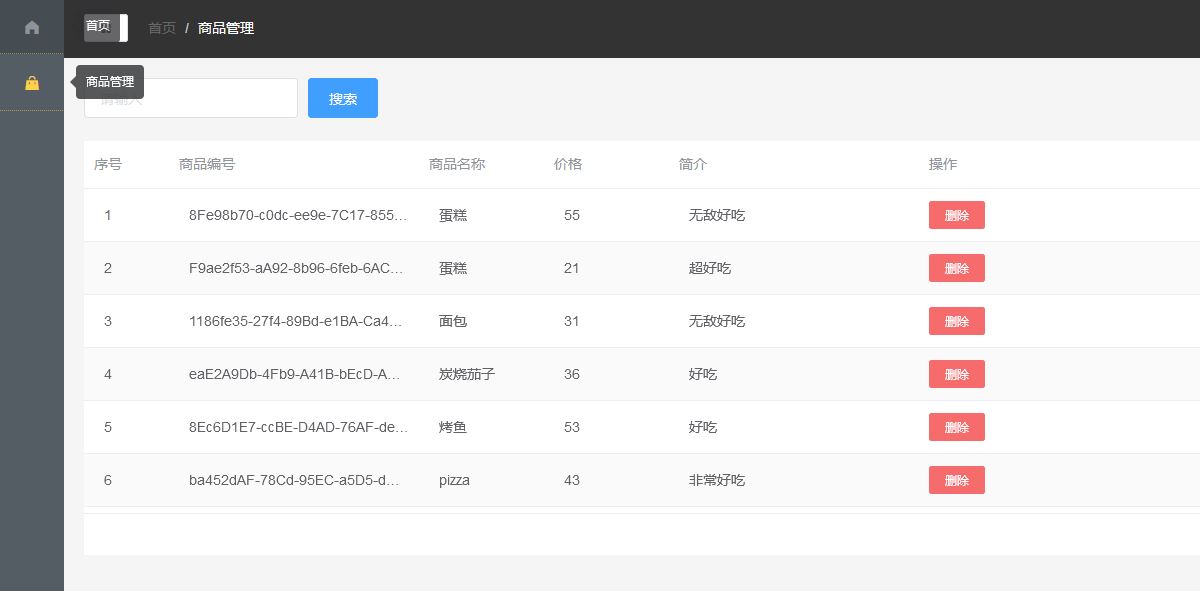 首页
首页 / 商品管理
商品管理
请输入
搜索
序号 商品编号 商品名称 价格 简介 操作
1 8Fe98b70-c0dc-ee9e-7C17-855... 蛋糕 55 无敌好吃 删除
2 F9ae2f53-aA92-8b96-6feb-6AC... 蛋糕 21 超好吃 删除
3 1186fe35-27f4-89Bd-e1BA-Ca4... 面包 31 无敌好吃 删除
4 eaE2A9Db-4Fb9-A41B-bEcD-A... 炭烧茄子 36 好吃 删除
5 8Ec6D1E7-ccBE-D4AD-76AF-de... 烤鱼 53 好吃 删除
6 ba452dAF-78Cd-95EC-a5D5-d... pizza 43 非常好吃 删除